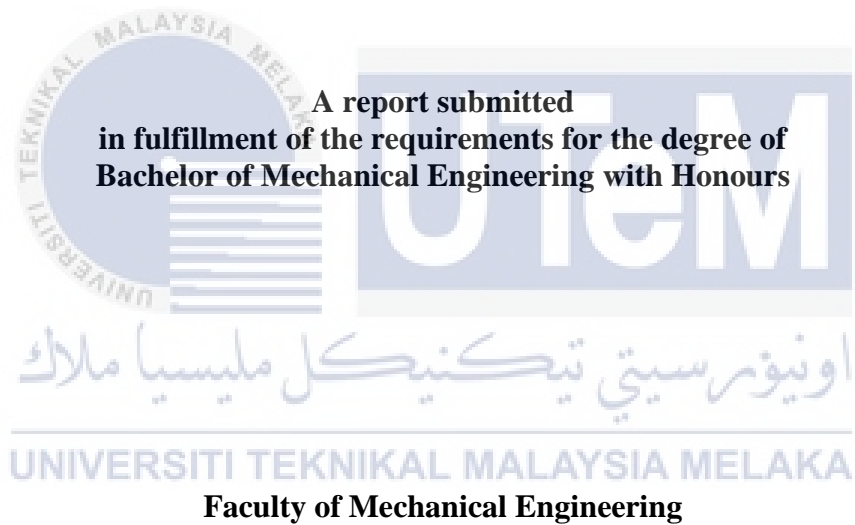 UNIVERSITI TEKNIKAL MALAYSIA MELAKA
A report submitted
in fulfillment of the requirements for the degree of
Bachelor of Mechanical Engineering with Honours
UTeM
اونيۏرسيتي تيكنيكل مليسيا ملاك
UNIVERSITI TEKNIKAL MALAYSIA MELAKA
Faculty of Mechanical Engineering